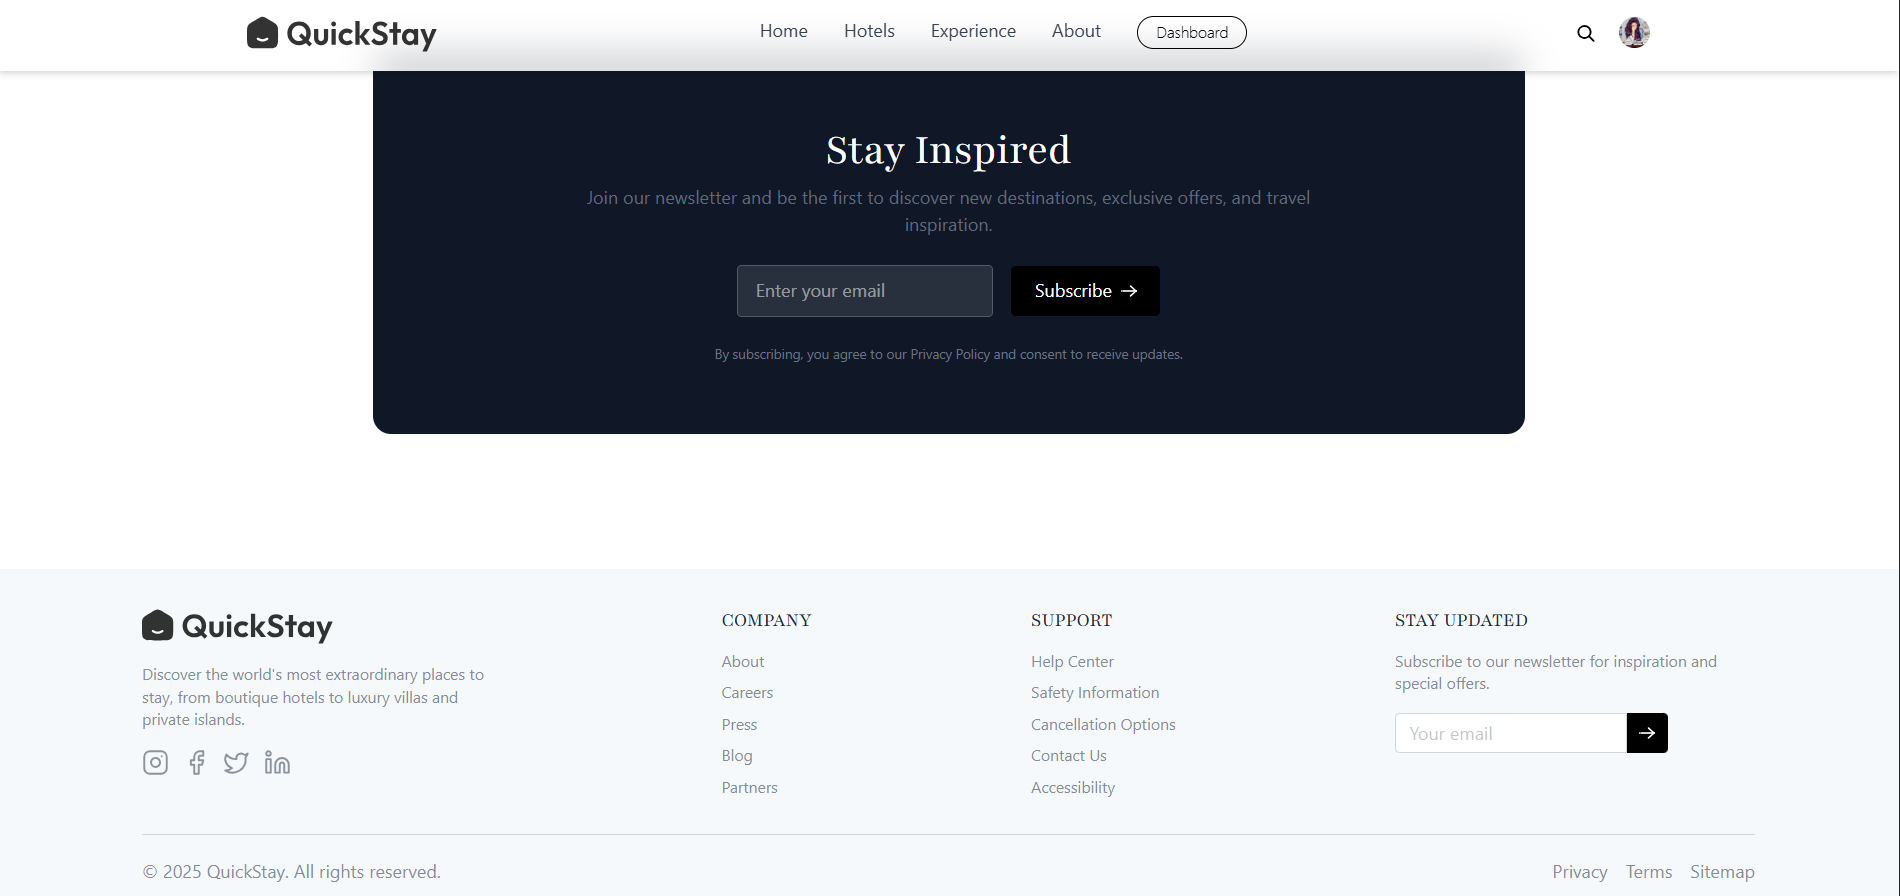 QuickStay
Home Hotels Experience About Dashboard
Stay Inspired
Join our newsletter and be the first to discover new destinations, exclusive offers, and travel
inspiration.
Enter your email
Subscribe →
By subscribing, you agree to our Privacy Policy and consent to receive updates.
QuickStay
Discover the world's most extraordinary places to
stay, from boutique hotels to luxury villas and
private islands.
COMPANY
About
Careers
Press
Blog
Partners
SUPPORT
Help Center
Safety Information
Cancellation Options
Contact Us
Accessibility
STAY UPDATED
Subscribe to our newsletter for inspiration and
special offers.
Your email
© 2025 QuickStay. All rights reserved.
Privacy Terms Sitemap